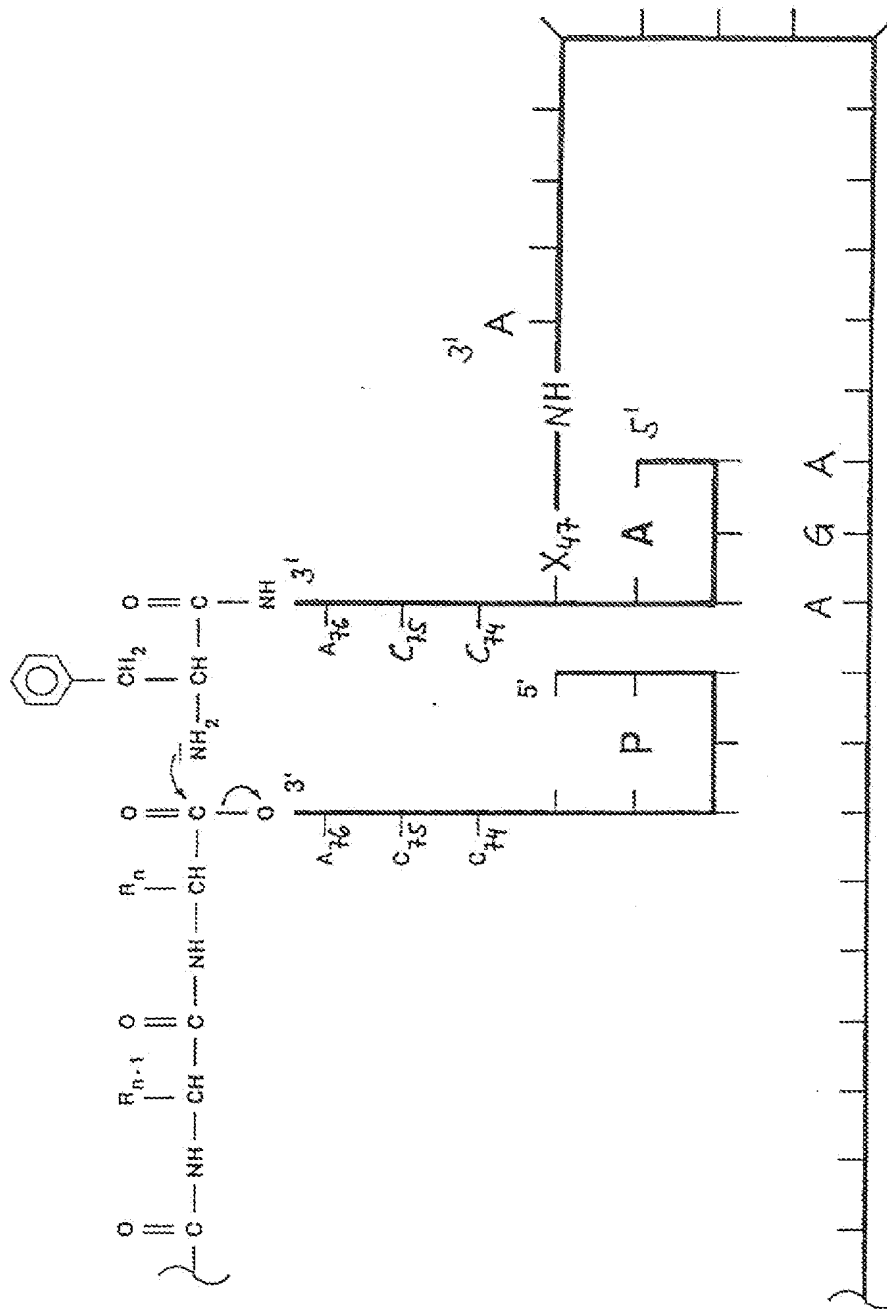 O R n-1 O R n O CH2 O
C — NH — CH — C — NH — CH — C NH2 — CH — C
O NH
3' 3'
A76 A76
C75 C75 3'
C74 C74 A
5' X47 — NH
P A 5'
A G A